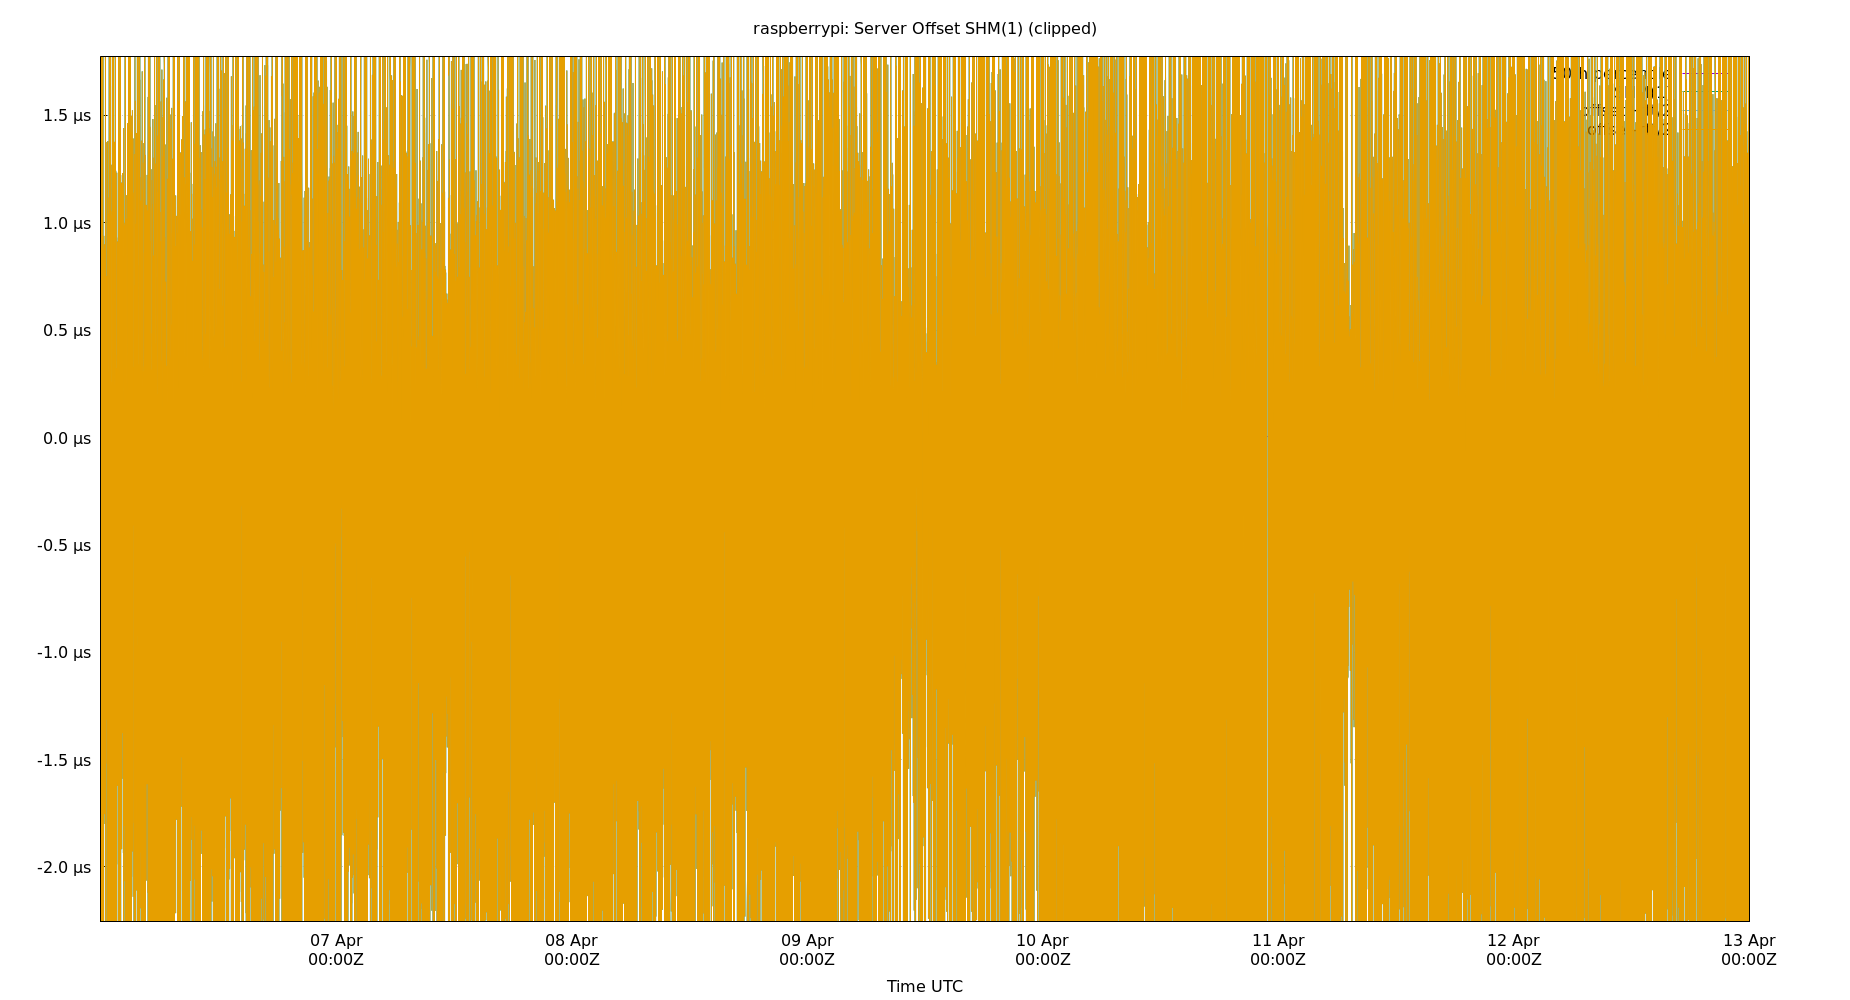 raspberrypi: Server Offset SHM(1) (clipped)
1.5 µs
1.0 µs
0.5 µs
0.0 µs
-0.5 µs
-1.0 µs
-1.5 µs
-2.0 µs
07 Apr 08 Apr 09 Apr 10 Apr 11 Apr 12 Apr 13 Apr
00:00Z 00:00Z 00:00Z 00:00Z 00:00Z 00:00Z 00:00Z
Time UTC